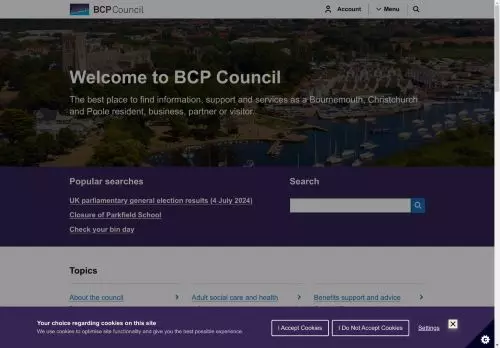 BCP Council
Account
Menu
Welcome to BCP Council
The best place to find information, support and services as a Bournemouth, Christchurch
and Poole resident, business, partner or visitor.
Popular searches
Search
UK parliamentary general election results (4 July 2024)
Closure of Parkfield School
Check your bin day
Topics
About the council
Adult social care and health
Benefits support and advice
Your choice regarding cookies on this site
We use cookies to optimise site functionality and give you the best possible experience.
I Accept Cookies
I Do Not Accept Cookies
Settings